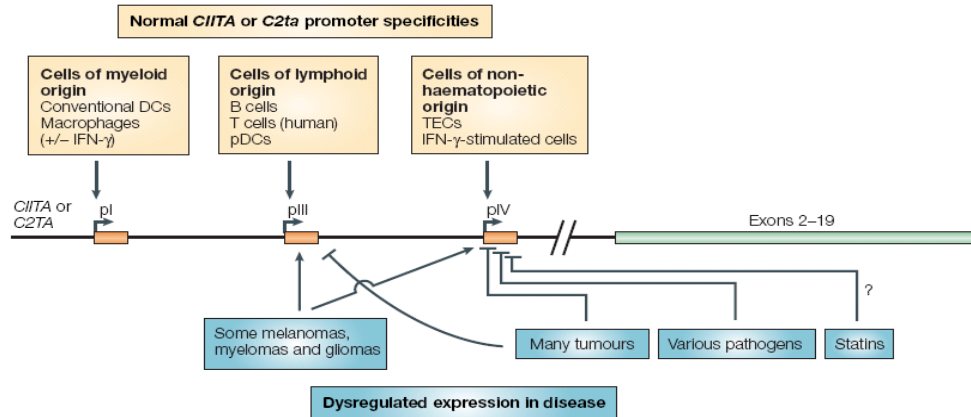 Normal CIITA or C2ta promoter specificities
Cells of myeloid
origin
Conventional DCs
Macrophages
(+/– IFN-γ)
Cells of lymphoid
origin
B cells
T cells (human)
pDCs
Cells of non-
haematopoietic
origin
TECs
IFN-γ-stimulated cells
CIITA or
C2TA
pI
pIII
pIV
Exons 2–19
?
Some melanomas,
myelomas and gliomas
Many tumours
Various pathogens
Statins
Dysregulated expression in disease